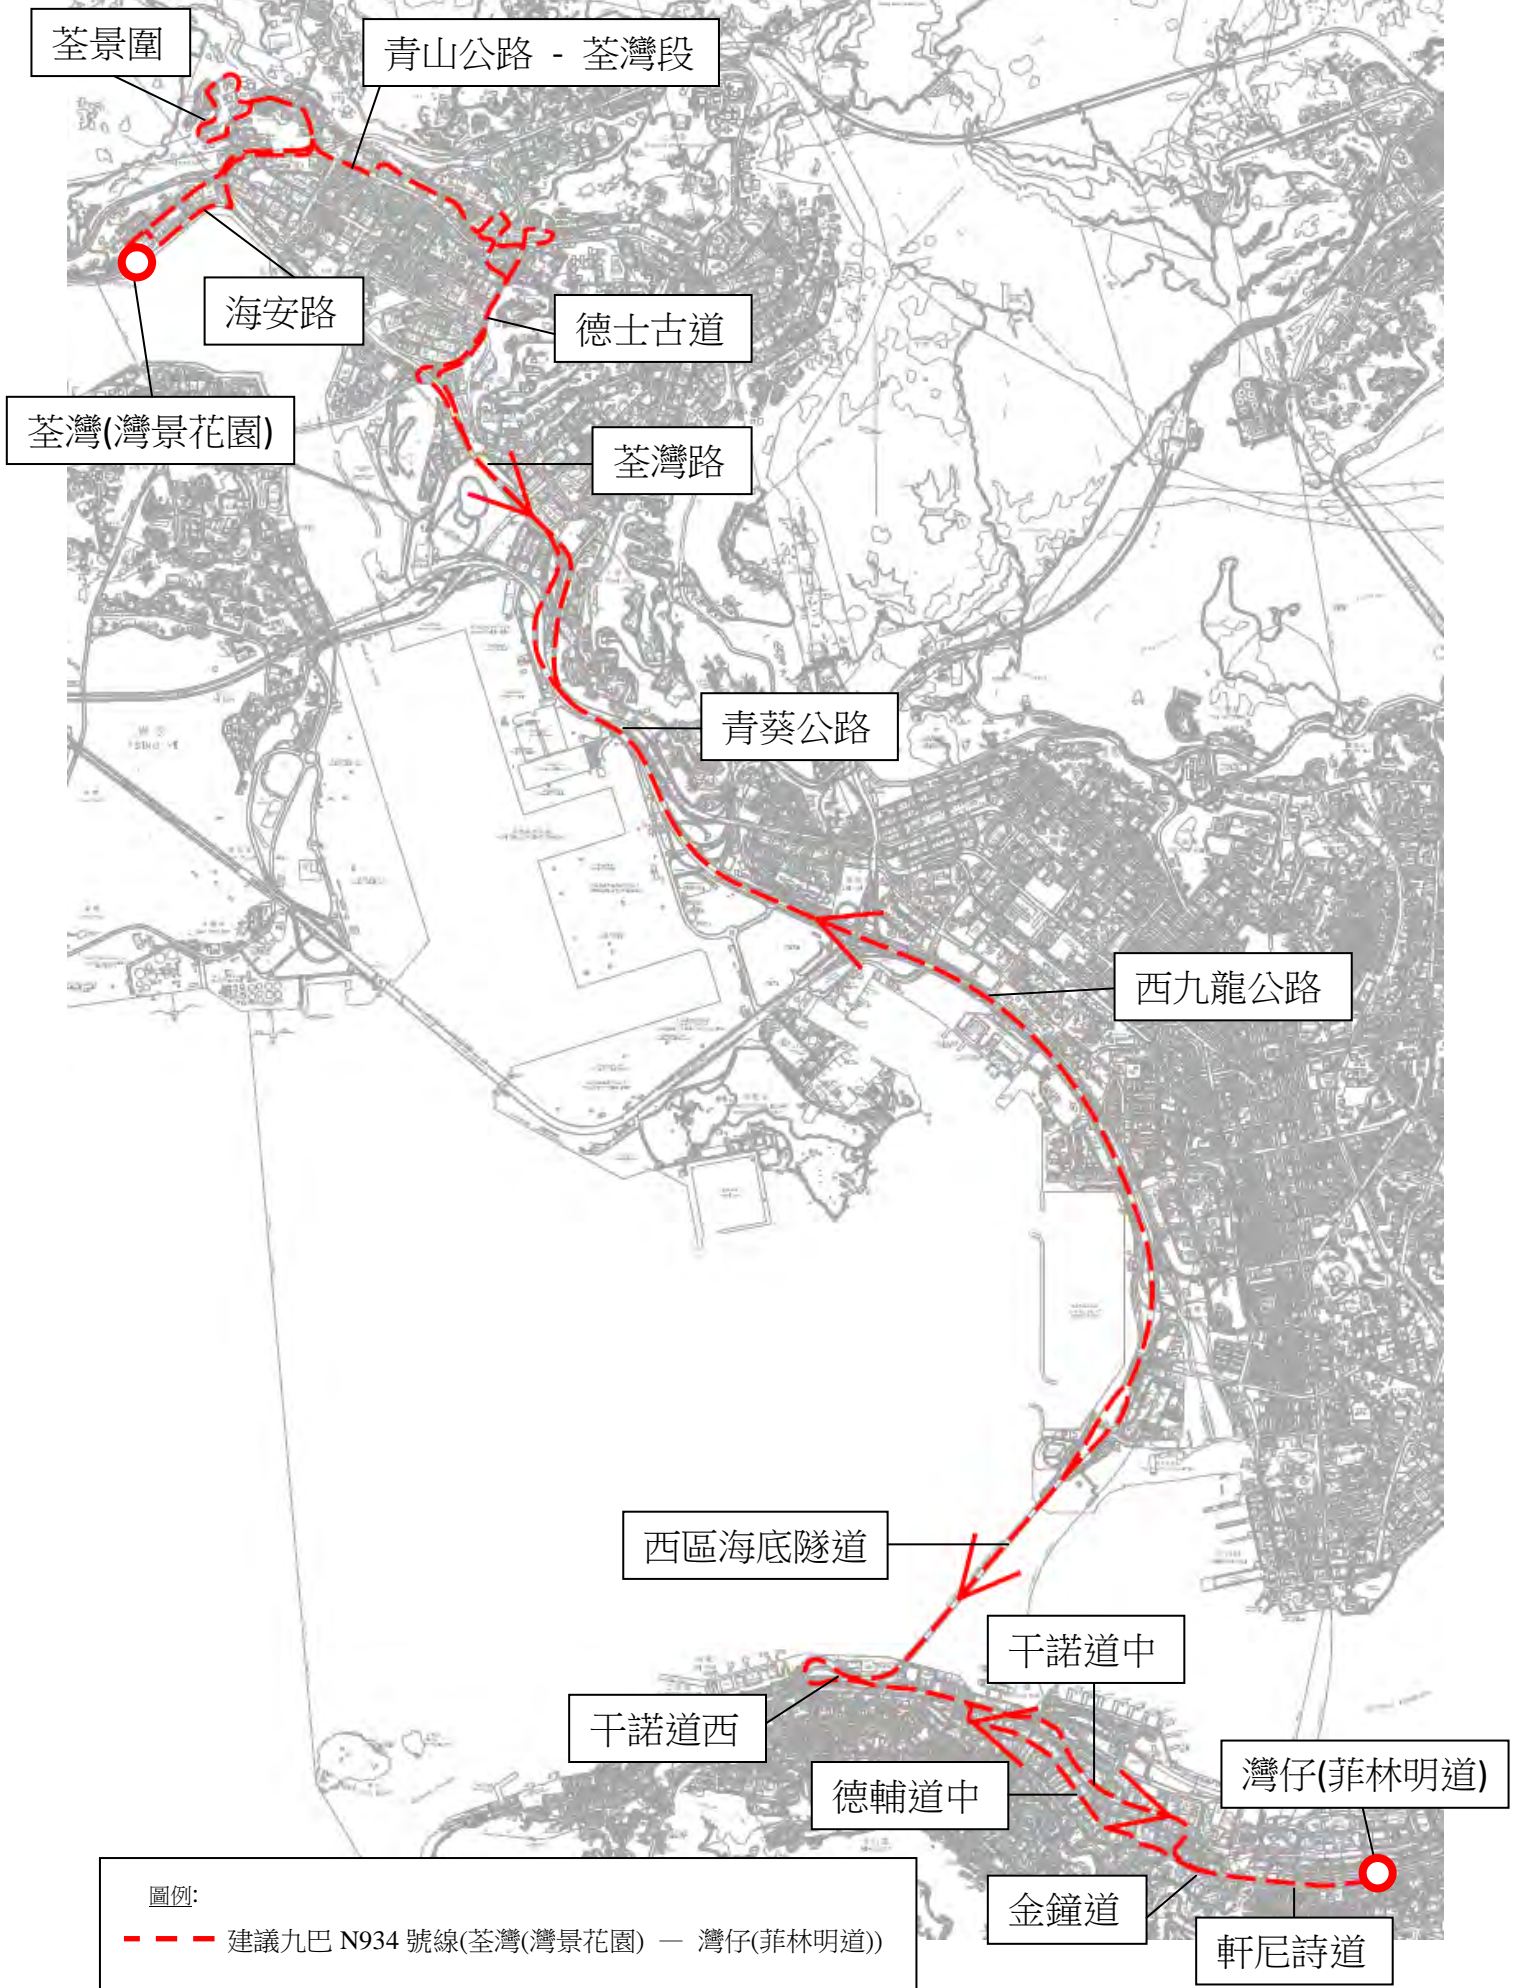 荃景圍
青山公路 - 荃灣段
海安路
德士古道
荃灣(灣景花園)
荃灣路
青葵公路
西九龍公路
西區海底隧道
干諾道中
干諾道西
灣仔(菲林明道)
德輔道中
金鐘道
軒尼詩道
圖例:
建議九巴 N934 號線(荃灣(灣景花園) — 灣仔(菲林明道))